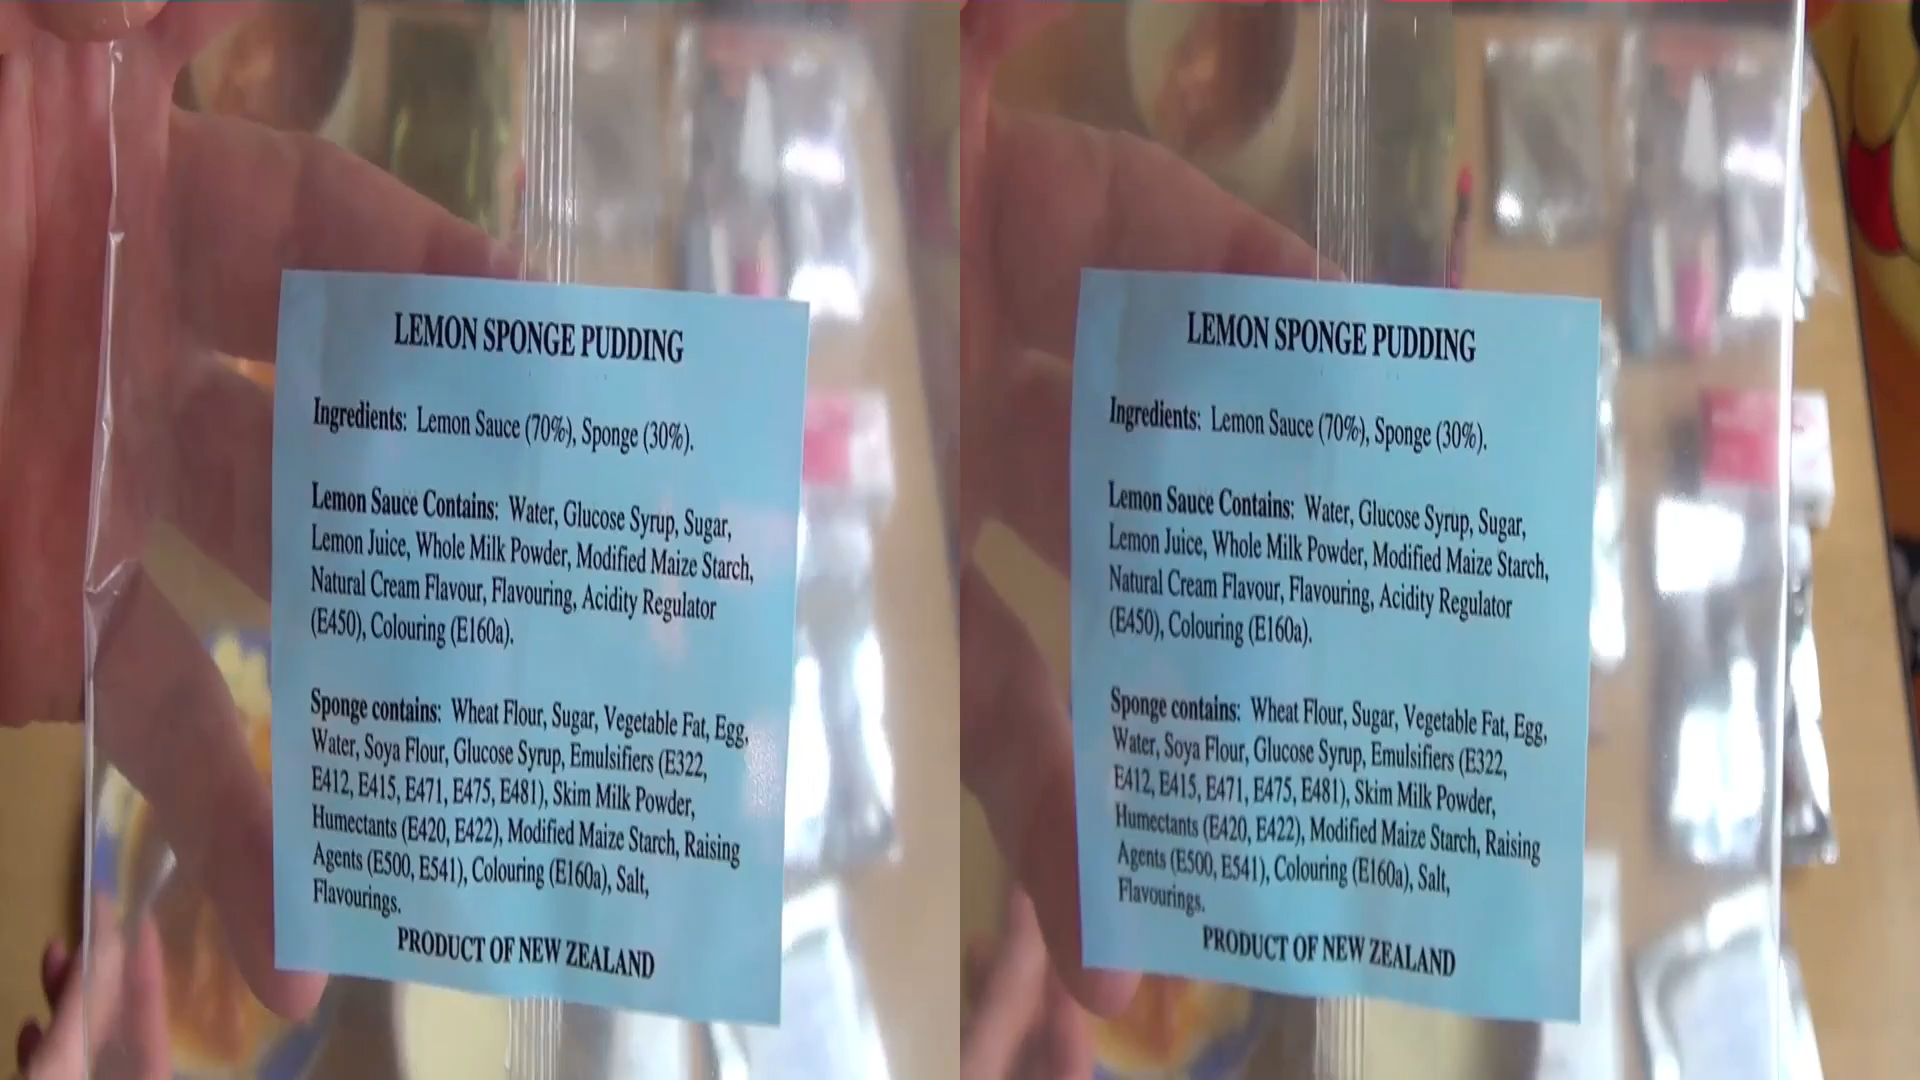 LEMON SPONGE PUDDING
Ingredients: Lemon Sauce (70%), Sponge (30%).
Lemon Sauce Contains: Water, Glucose Syrup, Sugar,
Lemon Juice, Whole Milk Powder, Modified Maize Starch,
Natural Cream Flavour, Flavouring, Acidity Regulator
(E450), Colouring (E160a).
Sponge contains: Wheat Flour, Sugar, Vegetable Fat, Egg,
Water, Soya Flour, Glucose Syrup, Emulsifiers (E322,
E412, E415, E471, E475, E481), Skim Milk Powder,
Humectants (E420, E422), Modified Maize Starch, Raising
Agents (E500, E541), Colouring (E160a), Salt,
Flavourings.
PRODUCT OF NEW ZEALAND
LEMON SPONGE PUDDING
Ingredients: Lemon Sauce (70%), Sponge (30%).
Lemon Sauce Contains: Water, Glucose Syrup, Sugar,
Lemon Juice, Whole Milk Powder, Modified Maize Starch,
Natural Cream Flavour, Flavouring, Acidity Regulator
(E450), Colouring (E160a).
Sponge contains: Wheat Flour, Sugar, Vegetable Fat, Egg,
Water, Soya Flour, Glucose Syrup, Emulsifiers (E322,
E412, E415, E471, E475, E481), Skim Milk Powder,
Humectants (E420, E422), Modified Maize Starch, Raising
Agents (E500, E541), Colouring (E160a), Salt,
Flavourings.
PRODUCT OF NEW ZEALAND